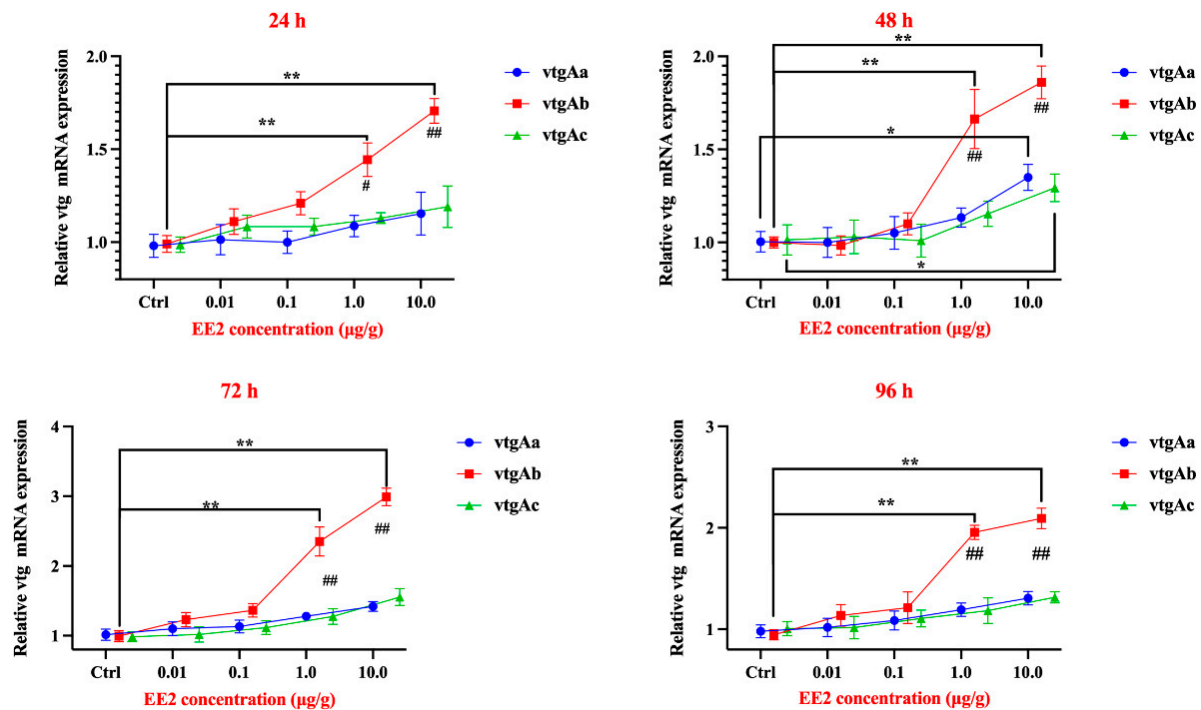 24 h
Relative vtg mRNA expression
2.0
1.5
1.0
**
**
#
##
vtgAa
vtgAb
vtgAc
Ctrl 0.01 0.1 1.0 10.0
EE2 concentration (µg/g)
48 h
Relative vtg mRNA expression
2.0
1.5
1.0
**
**
*
*
##
##
vtgAa
vtgAb
vtgAc
Ctrl 0.01 0.1 1.0 10.0
EE2 concentration (µg/g)
72 h
Relative vtg mRNA expression
4
3
2
1
**
**
##
##
vtgAa
vtgAb
vtgAc
Ctrl 0.01 0.1 1.0 10.0
EE2 concentration (µg/g)
96 h
Relative vtg mRNA expression
3
2
1
**
**
##
##
vtgAa
vtgAb
vtgAc
Ctrl 0.01 0.1 1.0 10.0
EE2 concentration (µg/g)